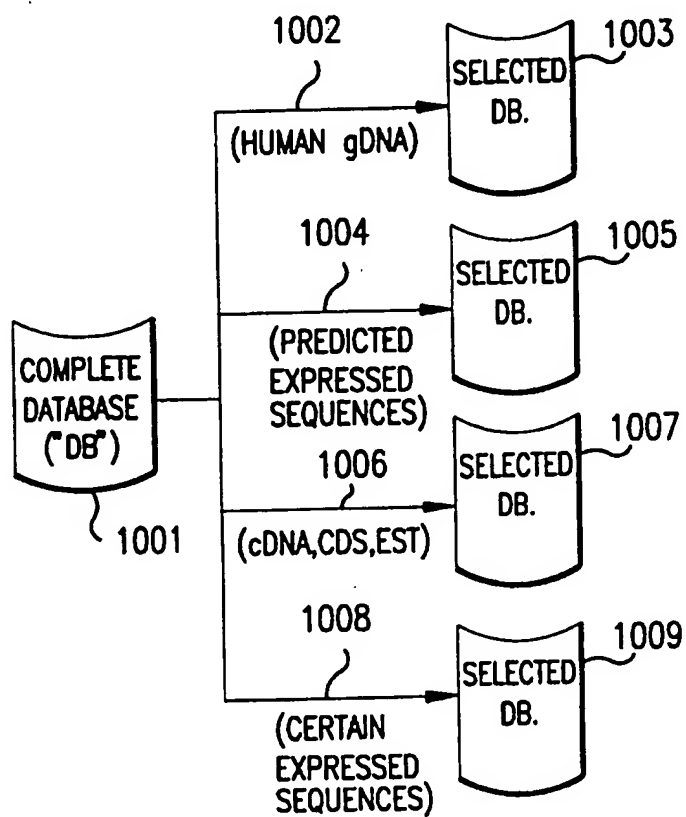 1002
1003
SELECTED
DB.
(HUMAN gDNA)
1004
1005
SELECTED
DB.
(PREDICTED
EXPRESSED
SEQUENCES)
COMPLETE
DATABASE
("DB")
1001
1006
1007
SELECTED
DB.
(cDNA,CDS,EST)
1008
1009
SELECTED
DB.
(CERTAIN
EXPRESSED
SEQUENCES)